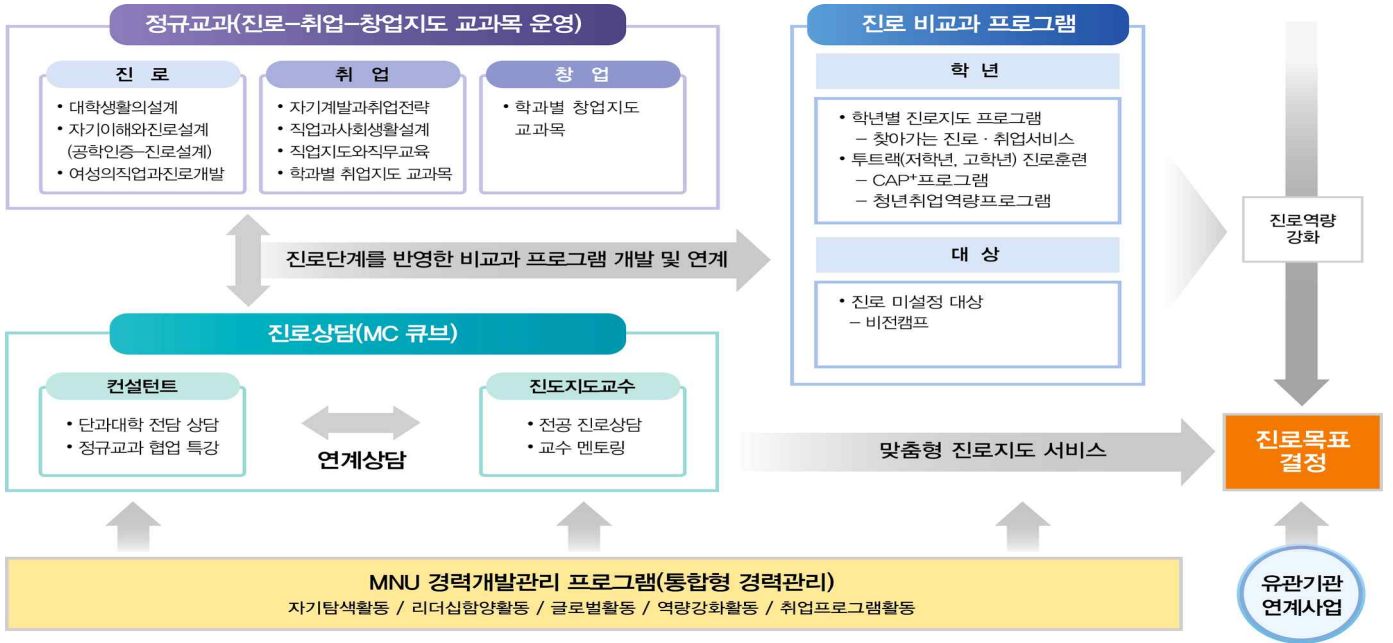 정규교과(진로-취업-창업지도 교과목 운영)
진 로
• 대학생활의설계
• 자기이해와진로설계
(공학인증-진로설계)
• 여성의직업과진로개발
취 업
• 자기계발과취업전략
• 직업과사회생활설계
• 직업지도와직무교육
• 학과별 취업지도 교과목
창 업
• 학과별 창업지도
교과목
진로 비교과 프로그램
학 년
• 학년별 진로지도 프로그램
- 찾아가는 진로 · 취업서비스
• 투트랙(저학년, 고학년) 진로훈련
- CAP+프로그램
- 청년취업역량프로그램
대 상
• 진로 미설정 대상
- 비전캠프
진로역량
강화
진로단계를 반영한 비교과 프로그램 개발 및 연계
진로상담(MC 큐브)
컨설턴트
• 단과대학 전담 상담
• 정규교과 협업 특강
연계상담
진도지도교수
• 전공 진로상담
• 교수 멘토링
맞춤형 진로지도 서비스
진로목표
결정
MNU 경력개발관리 프로그램(통합형 경력관리)
자기탐색활동 / 리더십함양활동 / 글로벌활동 / 역량강화활동 / 취업프로그램활동
유관기관
연계사업